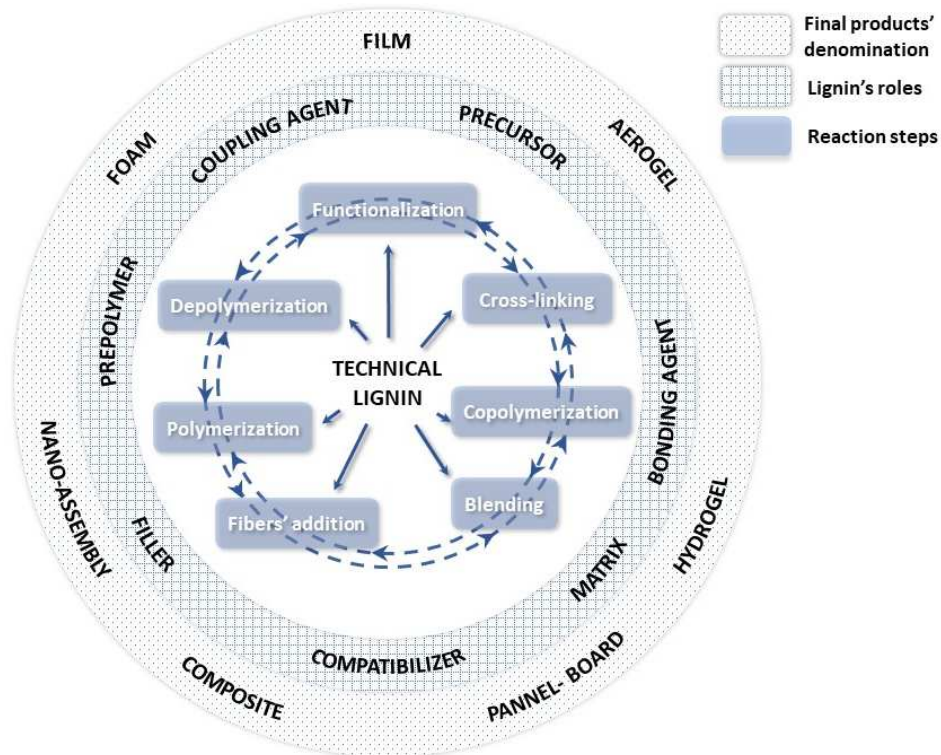 FILM
Final products'
denomination
Lignin's roles
Reaction steps
COUPLING AGENT
PRECURSOR
FOAM
AEROGEL
Functionalization
PREPOLYMER
Depolymerization
Cross-linking
TECHNICAL
LIGNIN
BONDING AGENT
Polymerization
Copolymerization
NANO-ASSEMBLY
HYDROGEL
Fibers' addition
Blending
FILLER
MATRIX
COMPATIBILIZER
COMPOSITE
PANNEL- BOARD